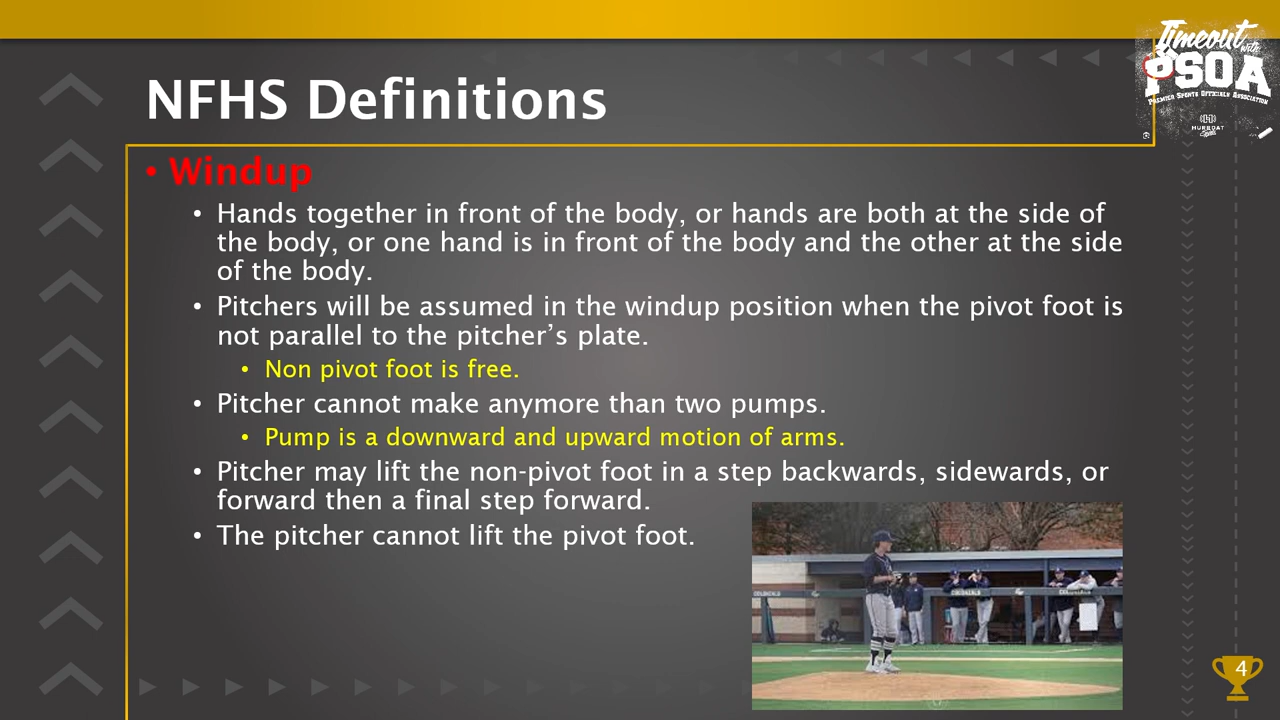 Timeout with
PSOA
Premier Sports Officials Association
HURRDAT
Sports
NFHS Definitions
• Windup
• Hands together in front of the body, or hands are both at the side of
the body, or one hand is in front of the body and the other at the side
of the body.
• Pitchers will be assumed in the windup position when the pivot foot is
not parallel to the pitcher’s plate.
• Non pivot foot is free.
• Pitcher cannot make anymore than two pumps.
• Pump is a downward and upward motion of arms.
• Pitcher may lift the non-pivot foot in a step backwards, sidewards, or
forward then a final step forward.
• The pitcher cannot lift the pivot foot.
COLONIALS
4